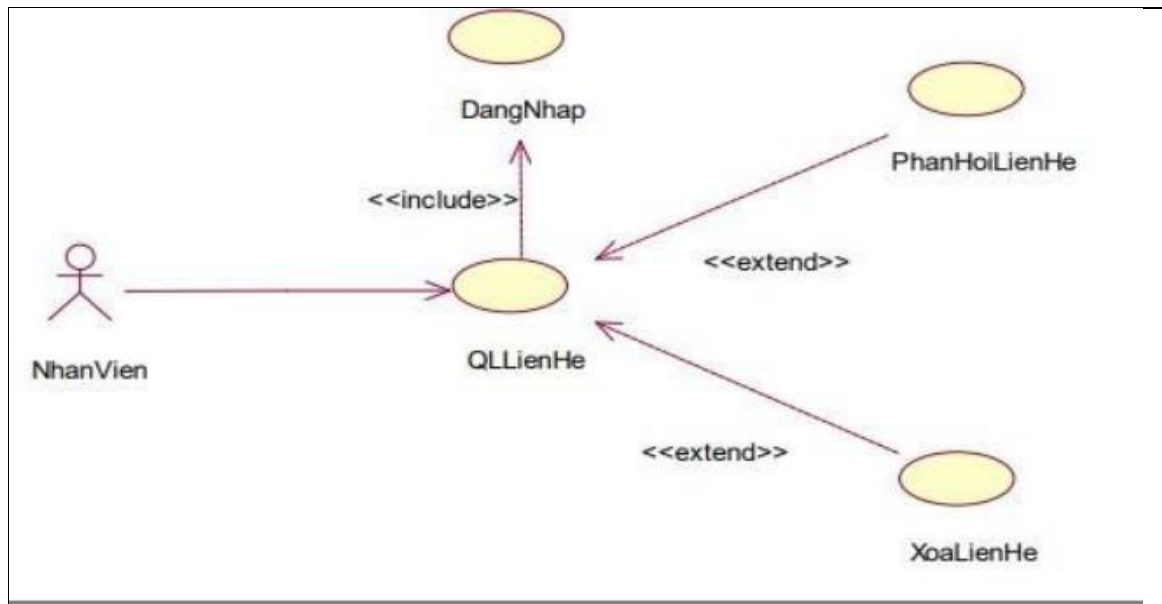 DangNhap
PhanHoiLienHe
<<include>>
<<extend>>
NhanVien
QLLienHe
<<extend>>
XoaLienHe